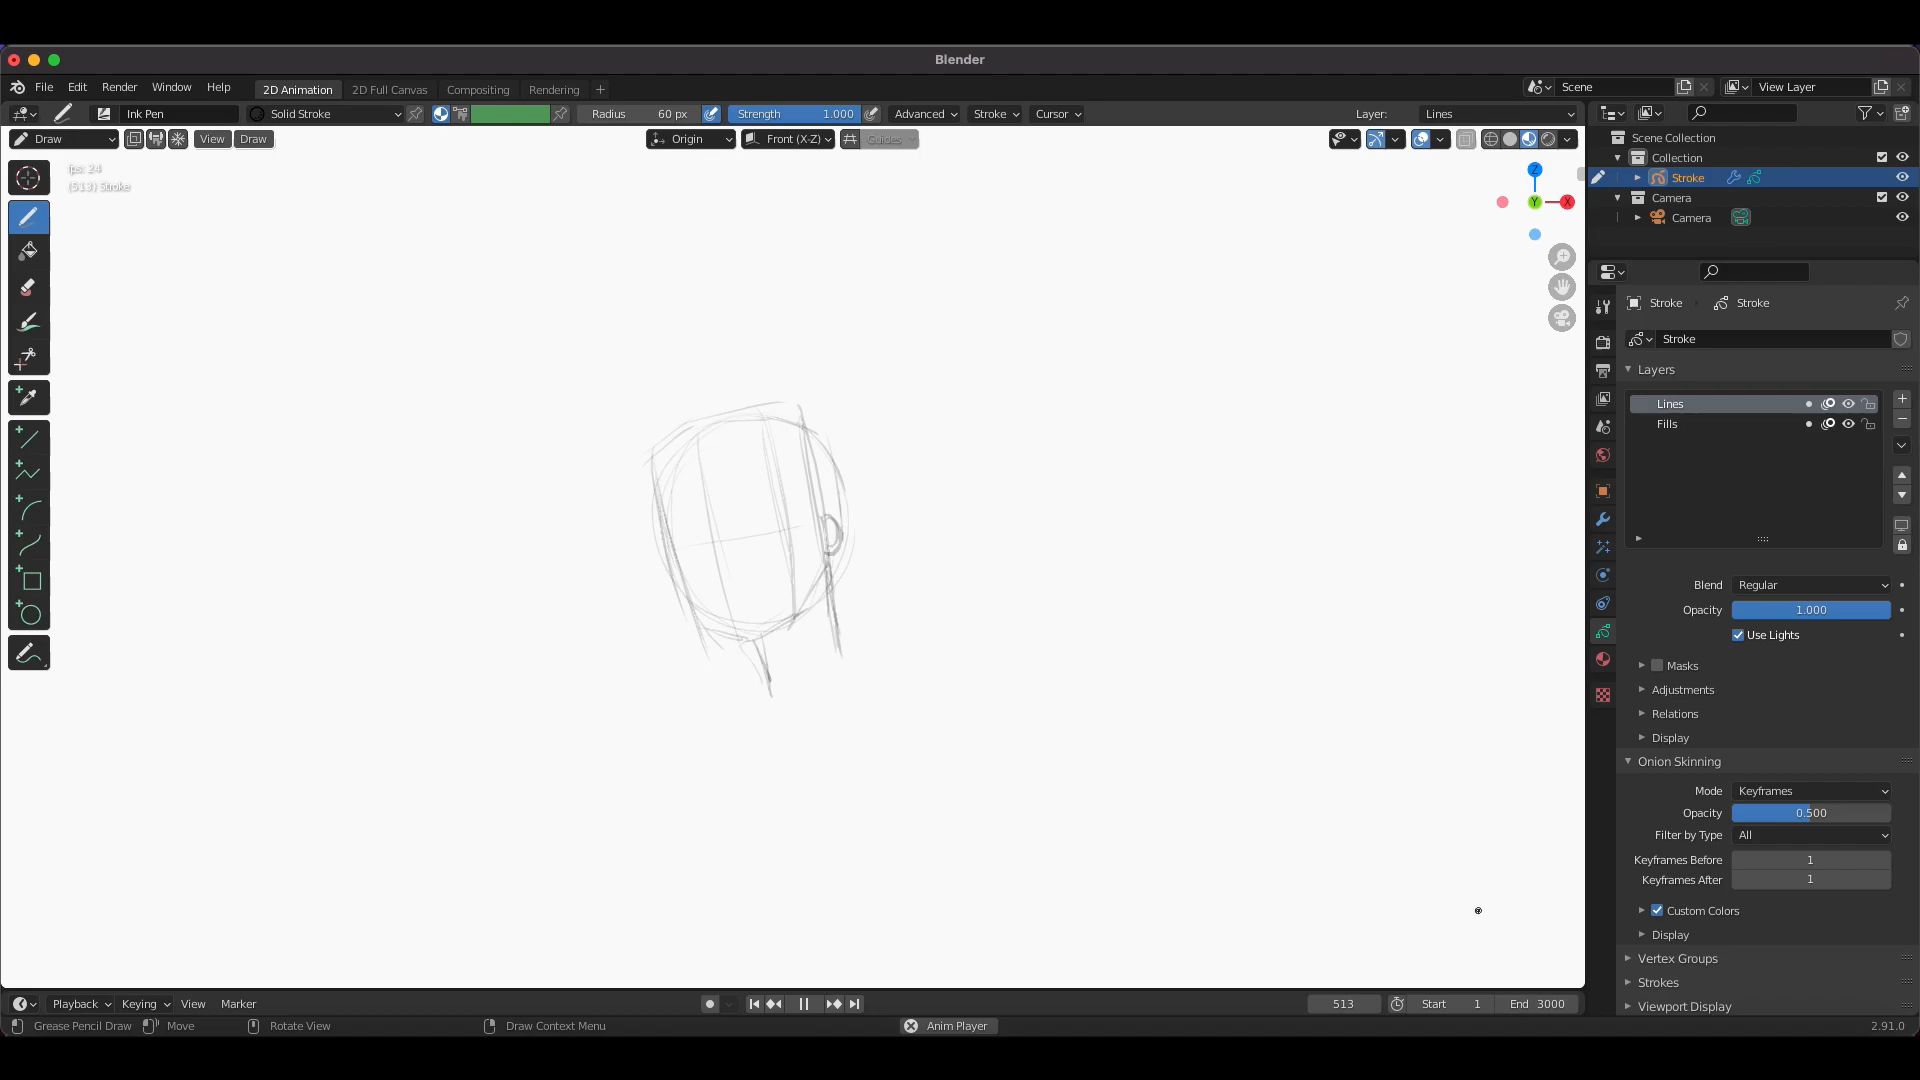 Blender
File Edit Render Window Help 2D Animation 2D Full Canvas Compositing Rendering + Scene View Layer
Ink Pen Solid Stroke Radius 60 px Strength 1.000 Advanced Stroke Cursor Layer: Lines
Draw View Draw Origin Front (X-Z) Guides
fps: 24
(513) Stroke
Z
Y X
Scene Collection
Collection
Stroke
Camera
Camera
Stroke Stroke
Stroke
Layers
Lines
Fills
Blend Regular
Opacity 1.000
Use Lights
Masks
Adjustments
Relations
Display
Onion Skinning
Mode Keyframes
Opacity 0.500
Filter by Type All
Keyframes Before 1
Keyframes After 1
Custom Colors
Display
Vertex Groups
Strokes
Viewport Display
Playback Keying View Marker 513 Start 1 End 3000
Grease Pencil Draw Move Rotate View Draw Context Menu Anim Player 2.91.0